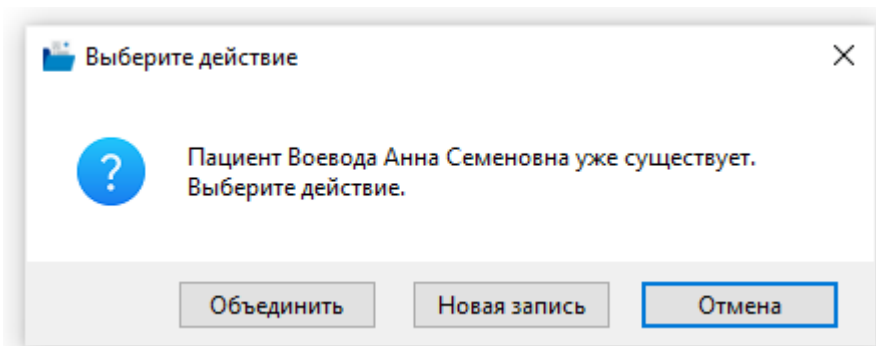 Выберите действие
Пациент Воевода Анна Семеновна уже существует.
Выберите действие.
Объединить
Новая запись
Отмена